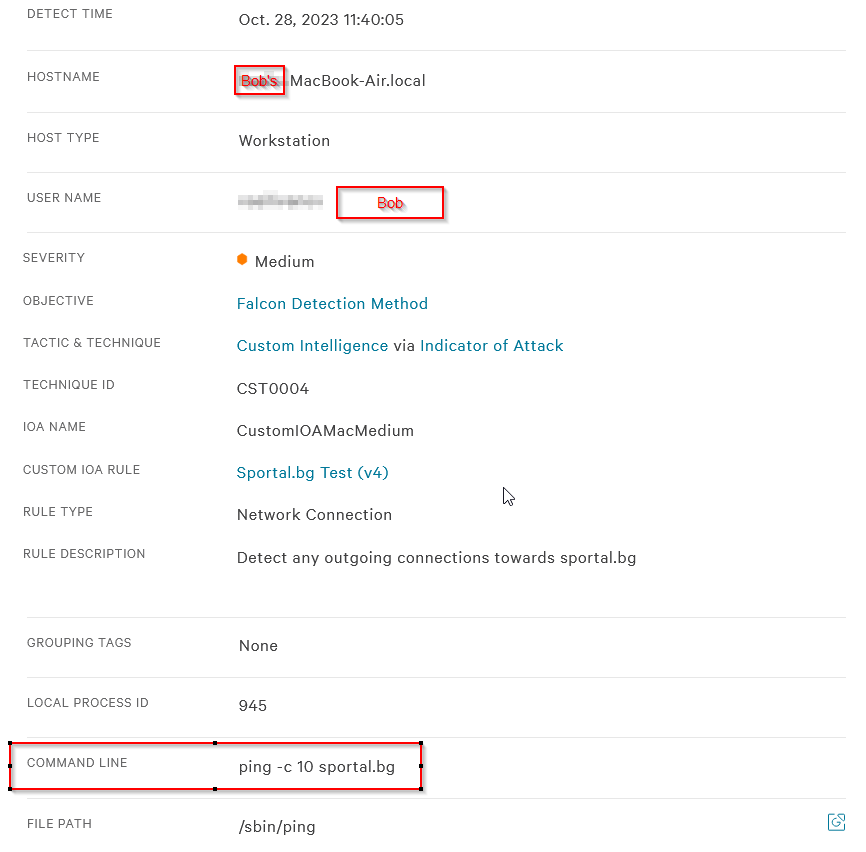 DETECT TIME Oct. 28, 2023 11:40:05
HOSTNAME Bob's MacBook-Air.local
HOST TYPE Workstation
USER NAME Bob
SEVERITY Medium
OBJECTIVE Falcon Detection Method
TACTIC & TECHNIQUE Custom Intelligence via Indicator of Attack
TECHNIQUE ID CST0004
IOA NAME CustomIOAMacMedium
CUSTOM IOA RULE Sportal.bg Test (v4)
RULE TYPE Network Connection
RULE DESCRIPTION Detect any outgoing connections towards sportal.bg
GROUPING TAGS None
LOCAL PROCESS ID 945
COMMAND LINE ping -c 10 sportal.bg
FILE PATH /sbin/ping